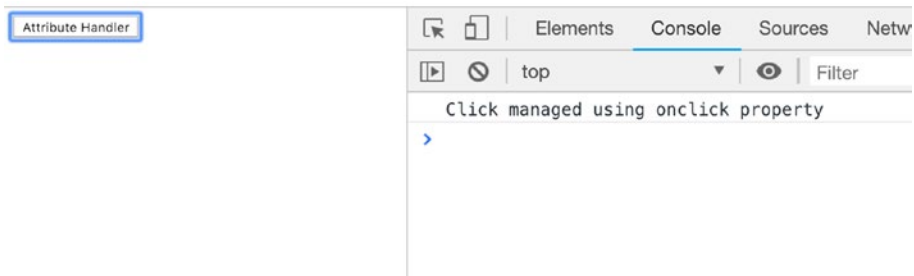 Attribute Handler
Elements Console Sources Netw
top Filter
Click managed using onclick property